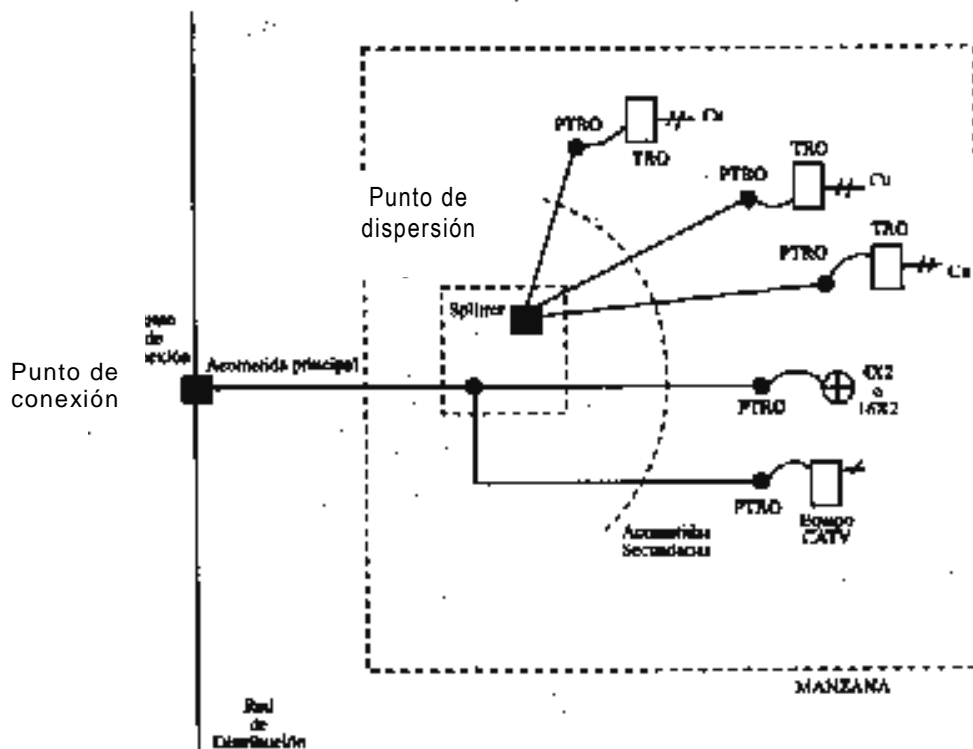 PTRO
Cu
TRO
TRO
PTRO
Cu
Punto de
dispersión
TRO
PTRO
Cu
Splitter
de
Acometida principal
Punto de
conexión
4X2
o
16X2
PTRO
PTRO
Equipo
CATV
Acometidas
Secundarias
MANZANA
Red
de
Distribución